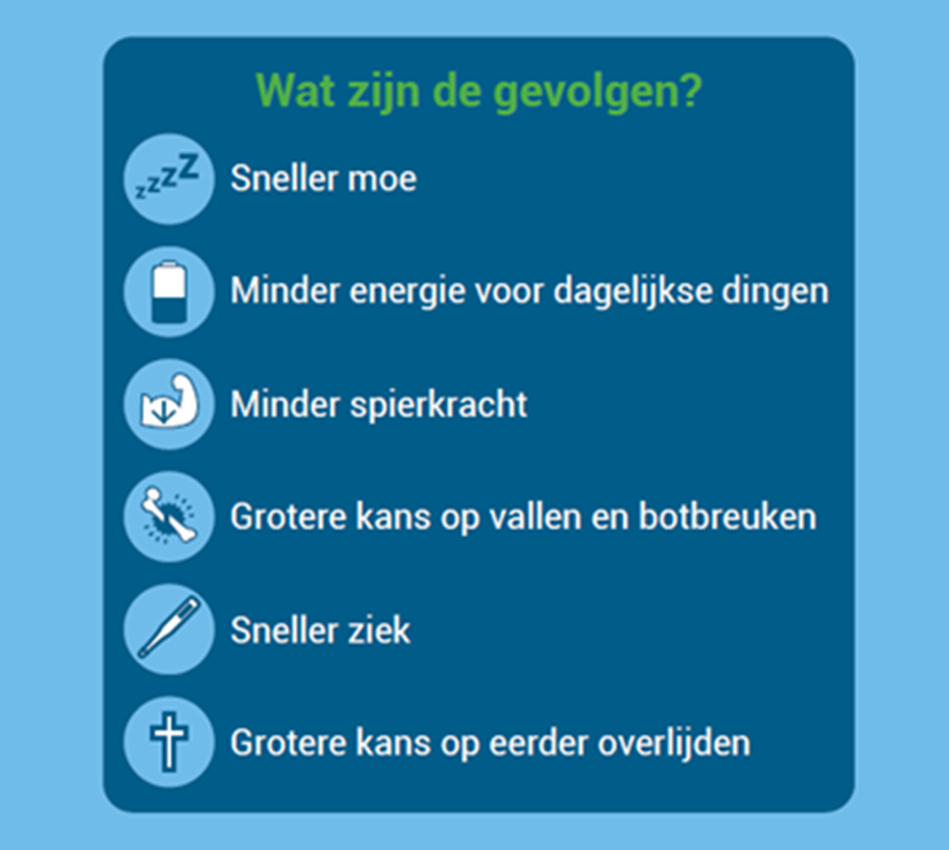 Wat zijn de gevolgen?
zzzz Sneller moe
Minder energie voor dagelijkse dingen
Minder spierkracht
Grotere kans op vallen en botbreuken
Sneller ziek
Grotere kans op eerder overlijden